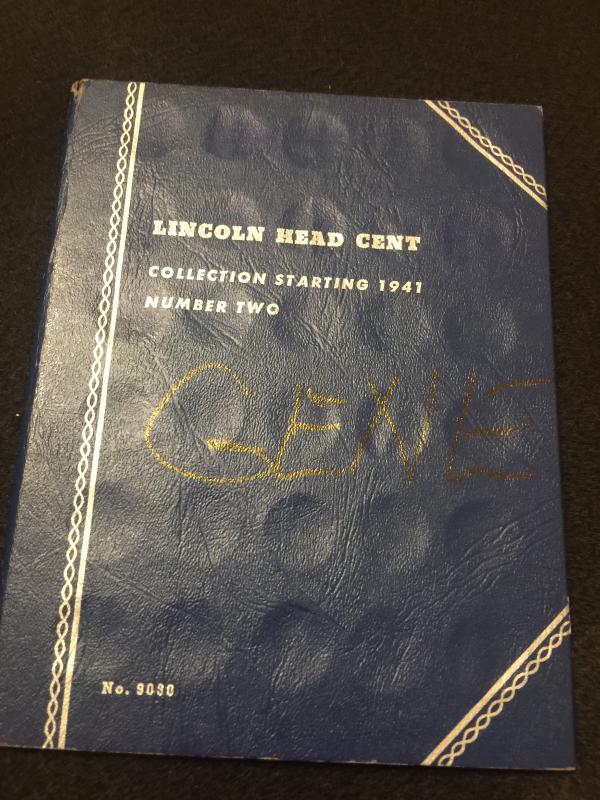 LINCOLN HEAD CENT
COLLECTION STARTING 1941
NUMBER TWO
GENE
No. 9030